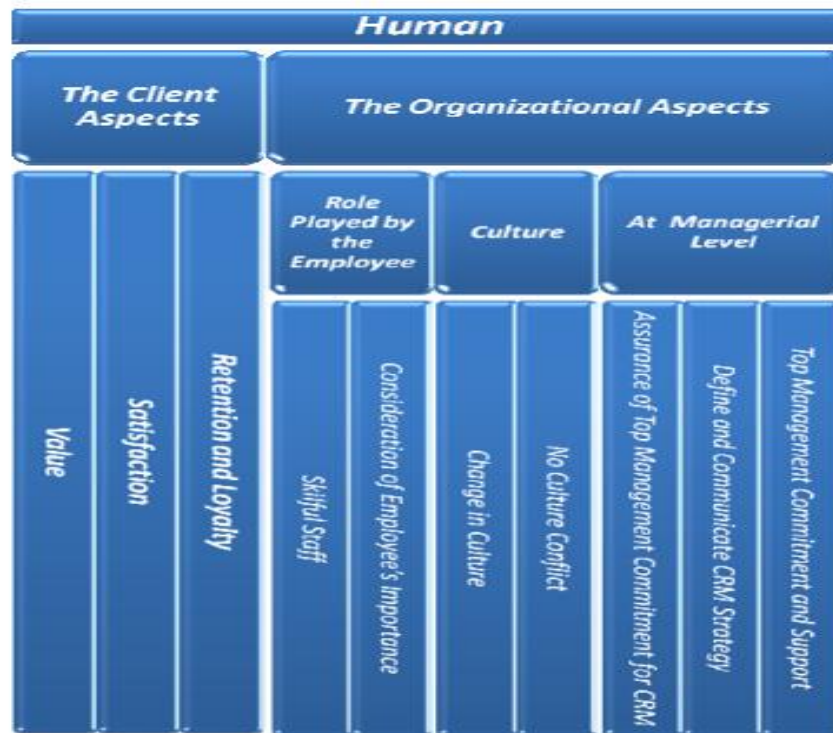 Human
The Client
Aspects
The Organizational Aspects
Role
Played by
the
Employee
Culture
At Managerial
Level
Value
Satisfaction
Retention and Loyalty
Skilful Staff
Consideration of Employee's Importance
Change in Culture
No Culture Conflict
Assurance of Top Management Commitment for CRM
Define and Communicate CRM Strategy
Top Management Commitment and Support